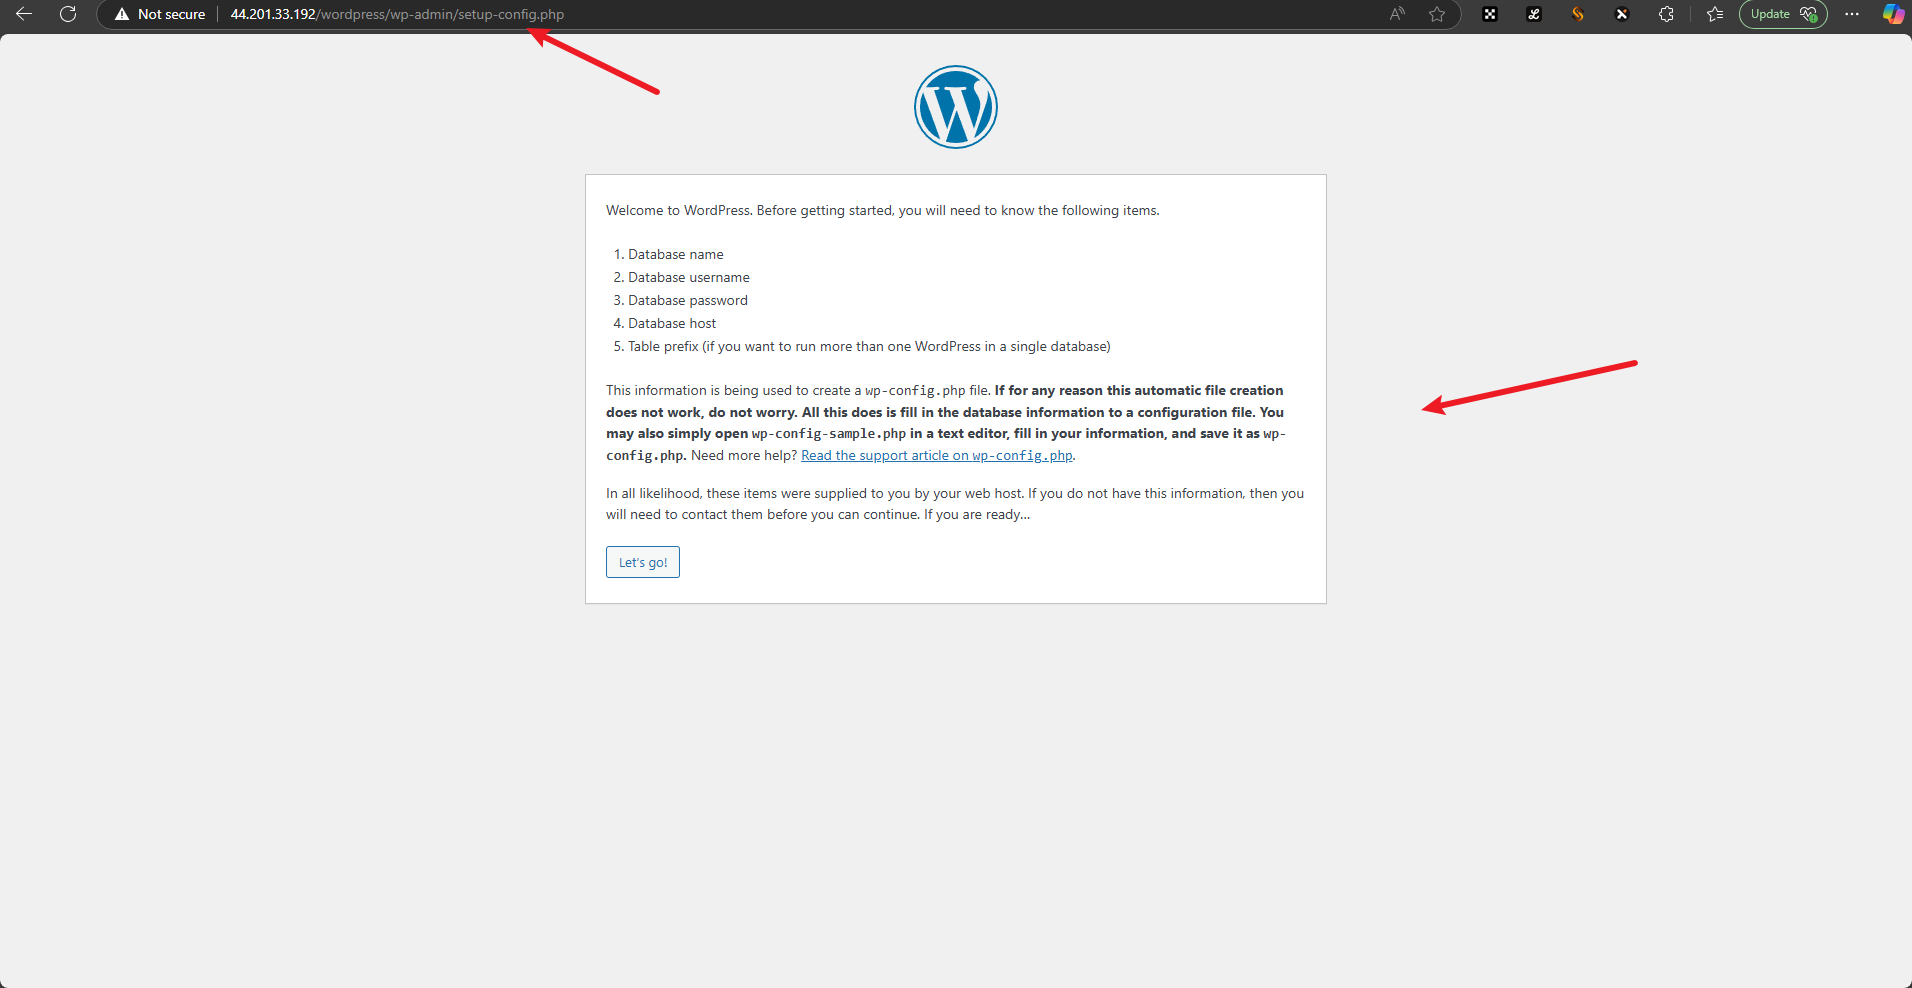 Not secure 44.201.33.192/wordpress/wp-admin/setup-config.php Update
Welcome to WordPress. Before getting started, you will need to know the following items.
1. Database name
2. Database username
3. Database password
4. Database host
5. Table prefix (if you want to run more than one WordPress in a single database)
This information is being used to create a wp-config.php file. If for any reason this automatic file creation
does not work, do not worry. All this does is fill in the database information to a configuration file. You
may also simply open wp-config-sample.php in a text editor, fill in your information, and save it as wp-
config.php. Need more help? Read the support article on wp-config.php.
In all likelihood, these items were supplied to you by your web host. If you do not have this information, then you
will need to contact them before you can continue. If you are ready…
Let's go!